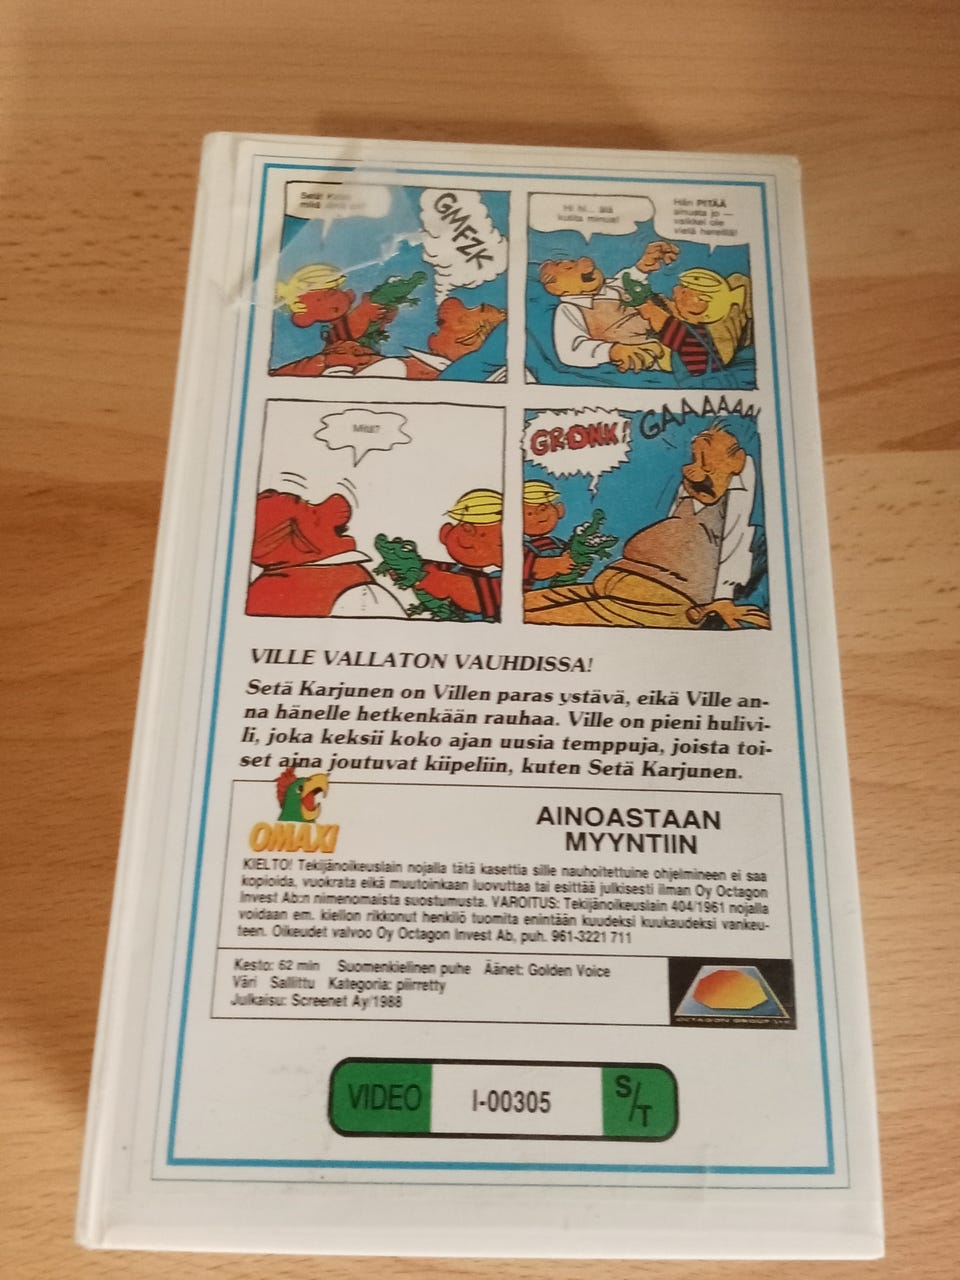 Setä
mitä
GMFZK
Hi hi... älä
kutita minua!
Hän PITÄÄ
sinusta jo —
vaikkei ole
vielä hereillä!
Mitä?
GRONK!
GAAAAAA
VILLE VALLATON VAUHDISSA!
Setä Karjunen on Villen paras ystävä, eikä Ville an-
na hänelle hetkenkään rauhaa. Ville on pieni hulivi-
li, joka keksii koko ajan uusia temppuja, joista toi-
set aina joutuvat kiipeliin, kuten Setä Karjunen.
OMAXI
AINOASTAAN
MYYNTIIN
KIELTO! Tekijänoikeuslain nojalla tätä kasettia sille nauhoitettuine ohjelmineen ei saa
kopioida, vuokrata eikä muutoinkaan luovuttaa tai esittää julkisesti ilman Oy Octagon
Invest Ab:n nimenomaista suostumusta. VAROITUS: Tekijänoikeuslain 404/1961 nojalla
voidaan em. kiellon rikkonut henkilö tuomita enintään kuudeksi kuukaudeksi vankeu-
teen. Oikeudet valvoo Oy Octagon Invest Ab, puh. 961-3221 711
Kesto: 62 min Suomenkielinen puhe Äänet: Golden Voice
Väri Sallittu Kategoria: piirretty
Julkaisu: Screenet Ay/1988
OCTAGON GROUP
VIDEO I-00305 S/T